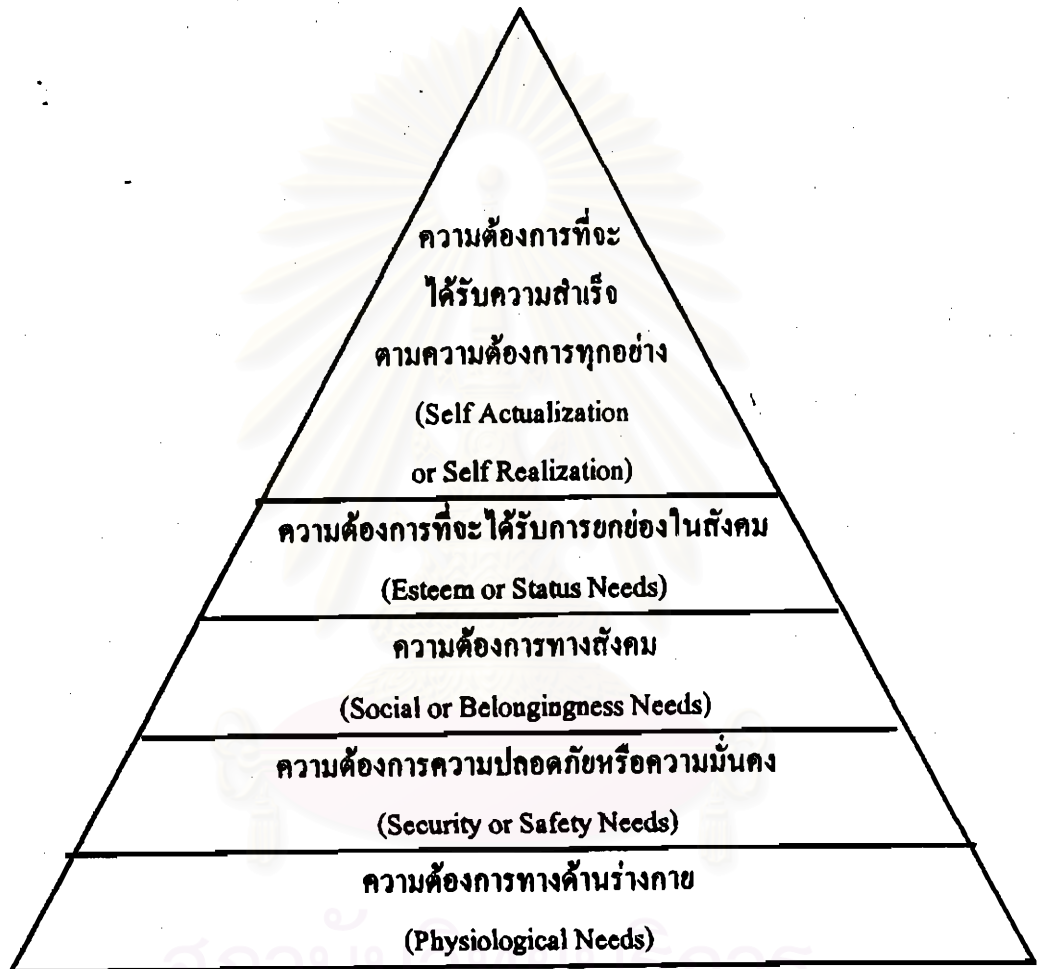 ความต้องการที่จะ
ได้รับความสำเร็จ
ตามความต้องการทุกอย่าง
(Self Actualization
or Self Realization)
ความต้องการที่จะได้รับการยกย่องในสังคม
(Esteem or Status Needs)
ความต้องการทางสังคม
(Social or Belongingness Needs)
ความต้องการความปลอดภัยหรือความมั่นคง
(Security or Safety Needs)
ความต้องการทางด้านร่างกาย
(Physiological Needs)